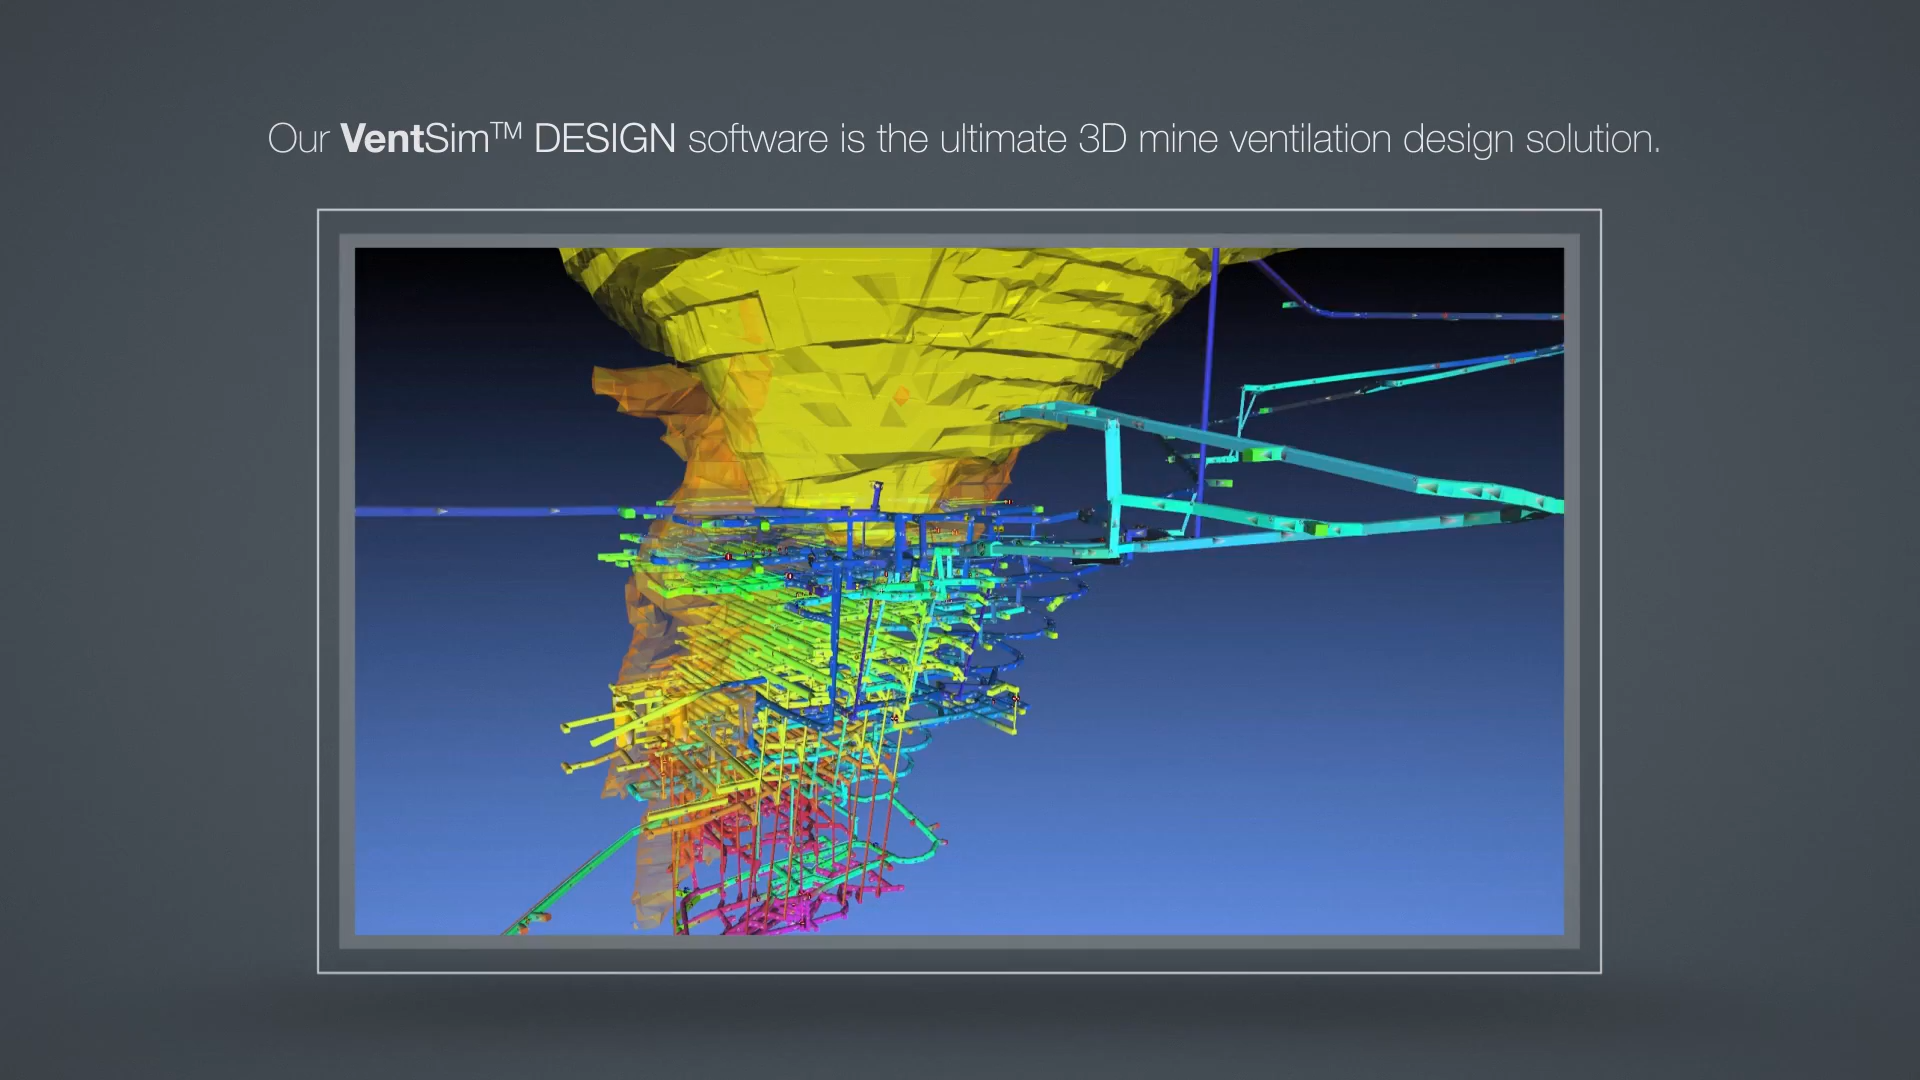 Our VentSim™ DESIGN software is the ultimate 3D mine ventilation design solution.